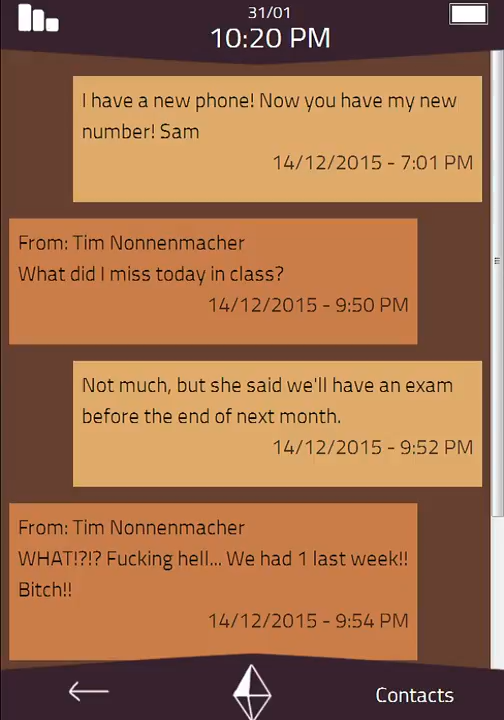 31/01
10:20 PM
I have a new phone! Now you have my new
number! Sam
14/12/2015 - 7:01 PM
From: Tim Nonnenmacher
What did I miss today in class?
14/12/2015 - 9:50 PM
Not much, but she said we'll have an exam
before the end of next month.
14/12/2015 - 9:52 PM
From: Tim Nonnenmacher
WHAT!?!? Fucking hell... We had 1 last week!!
Bitch!!
14/12/2015 - 9:54 PM
Contacts